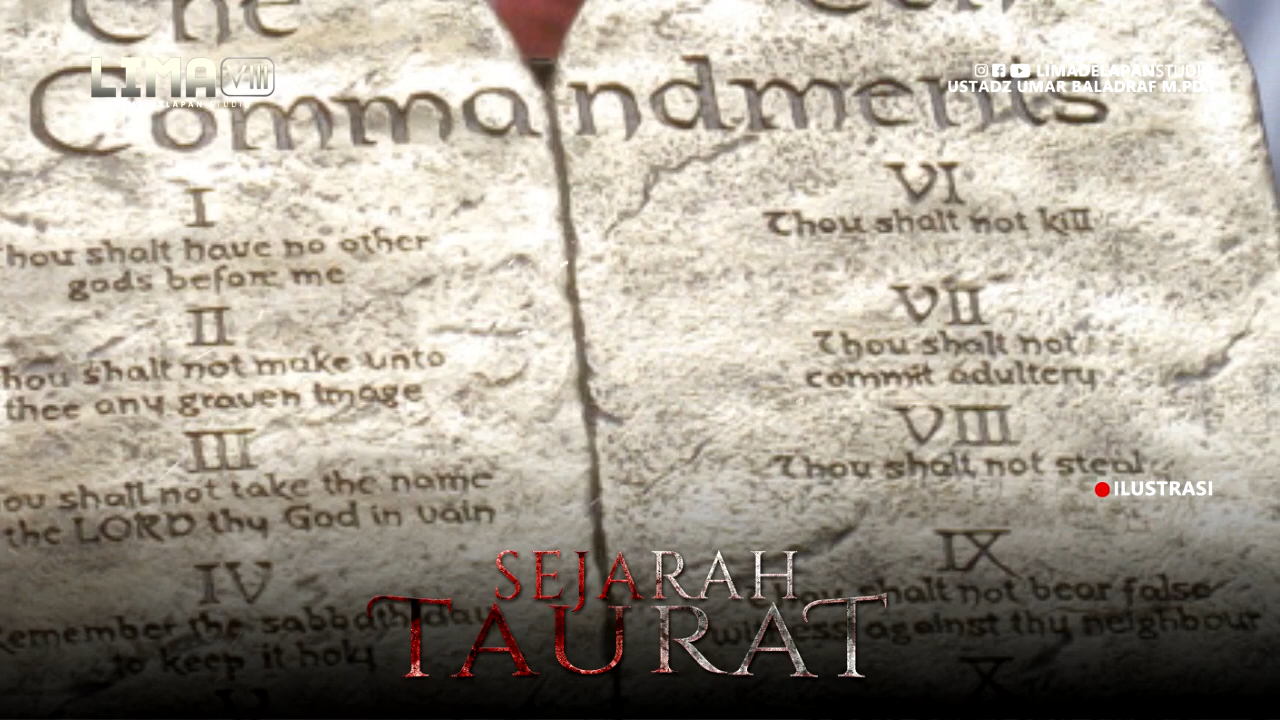 The Ten
Commandments
LIMA VIII
LIMADELAPANSTUDIO
USTADZ UMAR BALADRAF M.PD.
I
hou shalt have no other
gods before me
II
hou shalt not make unto
thee any graven Image
III
ou shall not take the name
the LORD thy God in vain
IV
emember the sabbath day
to keep it holy
V
VI
Thou shalt not kill
VII
Thou shalt not
commit adultery
VIII
Thou shalt not steal
IX
shalt not bear false
witness against thy neighbour
X
ILUSTRASI
SEJARAH
TAURAT